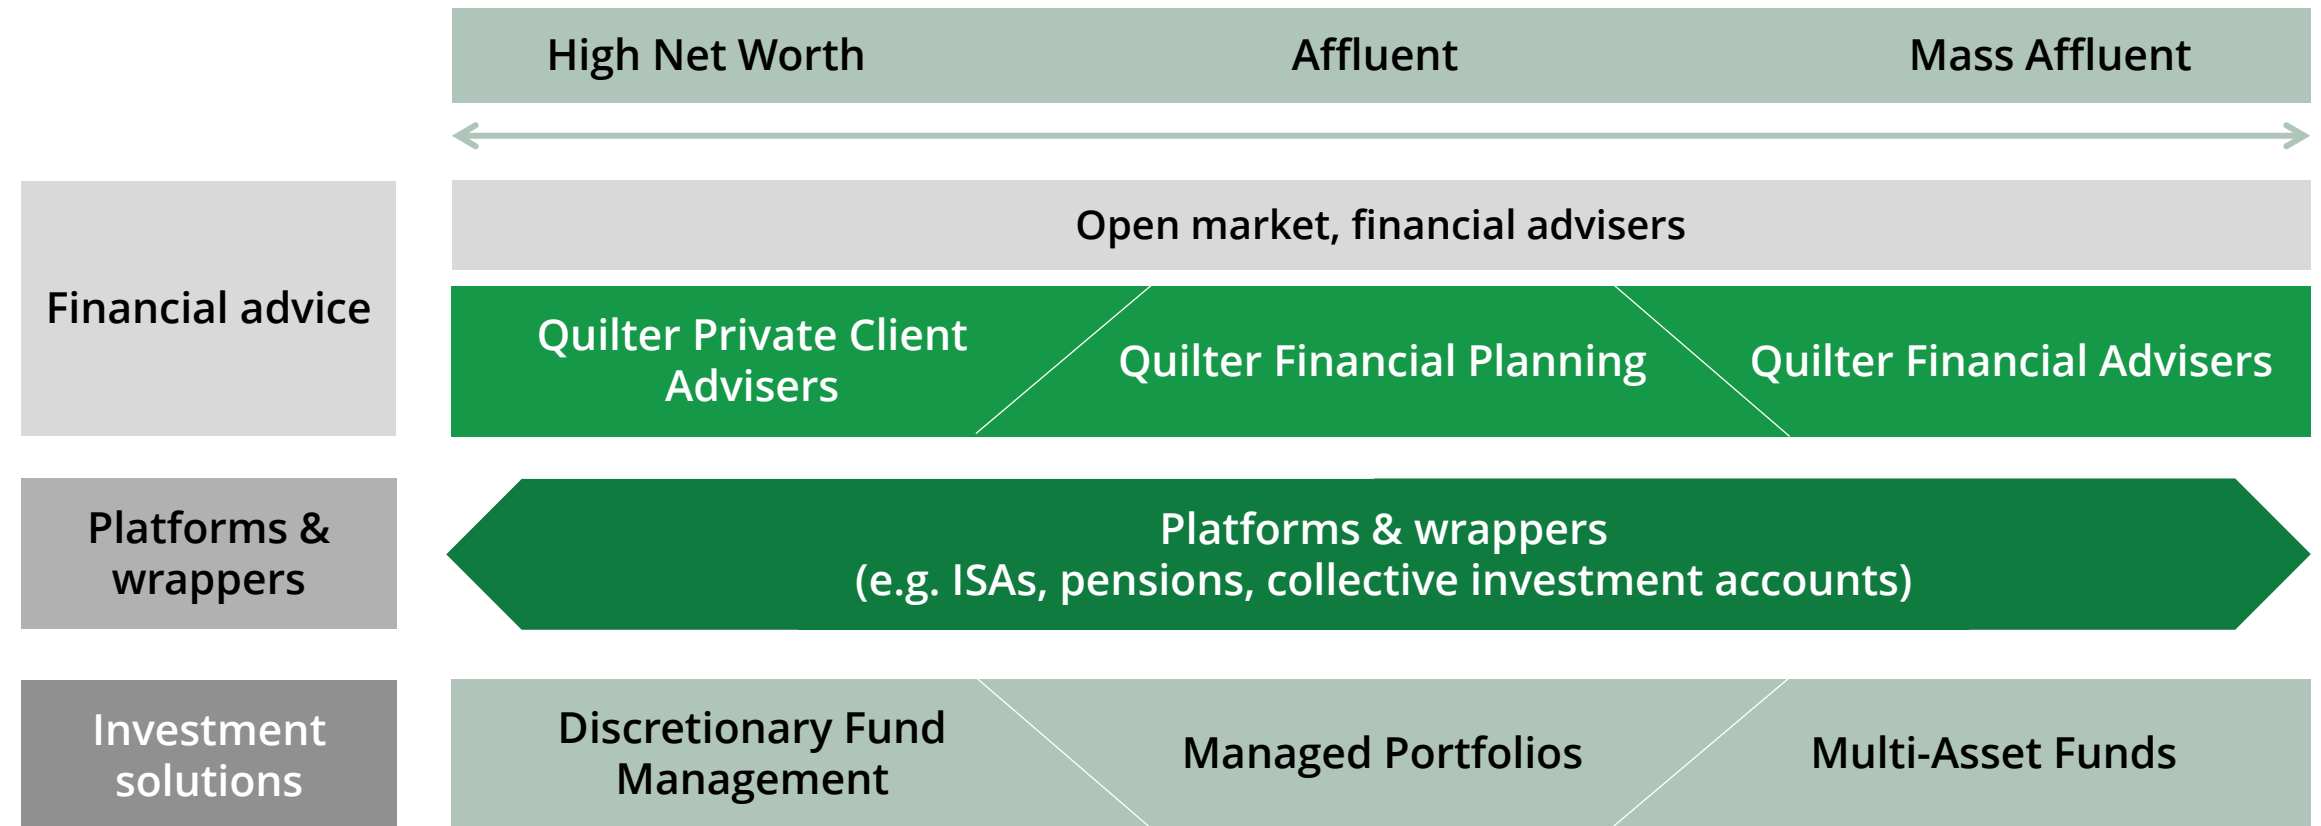 High Net Worth
Affluent
Mass Affluent
Financial advice
Open market, financial advisers
Quilter Private Client
Advisers
Quilter Financial Planning
Quilter Financial Advisers
Platforms &
wrappers
Platforms & wrappers
(e.g. ISAs, pensions, collective investment accounts)
Investment
solutions
Discretionary Fund
Management
Managed Portfolios
Multi-Asset Funds